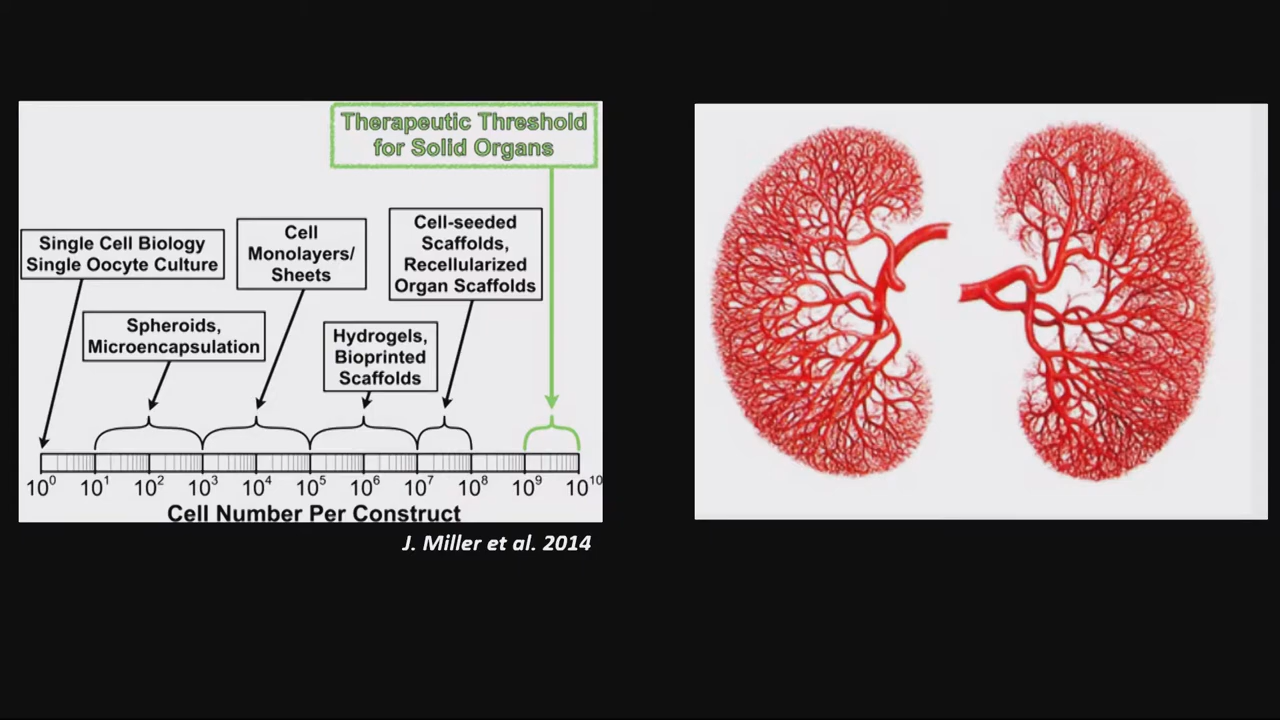 Therapeutic Threshold
for Solid Organs
Single Cell Biology
Single Oocyte Culture
Cell
Monolayers/
Sheets
Cell-seeded
Scaffolds,
Recellularized
Organ Scaffolds
Spheroids,
Microencapsulation
Hydrogels,
Bioprinted
Scaffolds
10⁰ 10¹ 10² 10³ 10⁴ 10⁵ 10⁶ 10⁷ 10⁸ 10⁹ 10¹⁰
Cell Number Per Construct
J. Miller et al. 2014